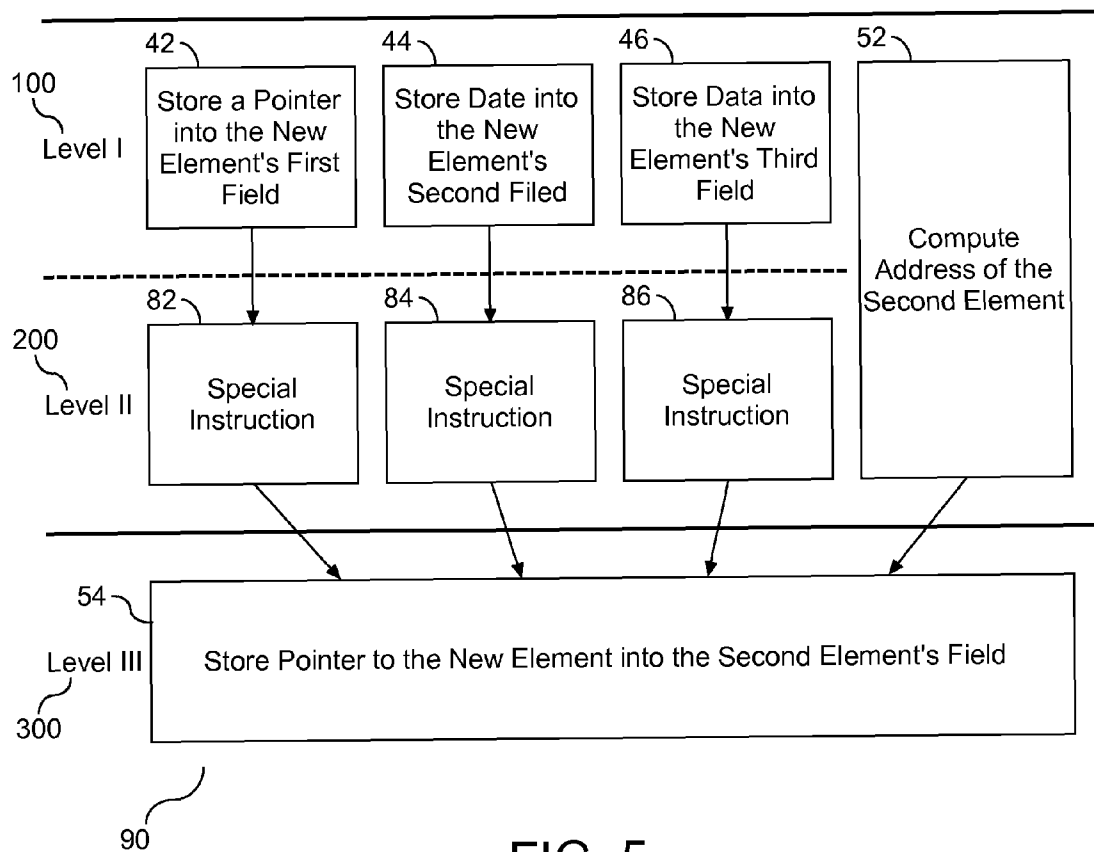 42
44
46
52
100
Level I
Store a Pointer
into the New
Element's First
Field
Store Date into
the New
Element's
Second Filed
Store Data into
the New
Element's Third
Field
Compute
Address of the
Second Element
82
84
86
200
Level II
Special
Instruction
Special
Instruction
Special
Instruction
54
Level III
300
Store Pointer to the New Element into the Second Element's Field
90
FIG. 5